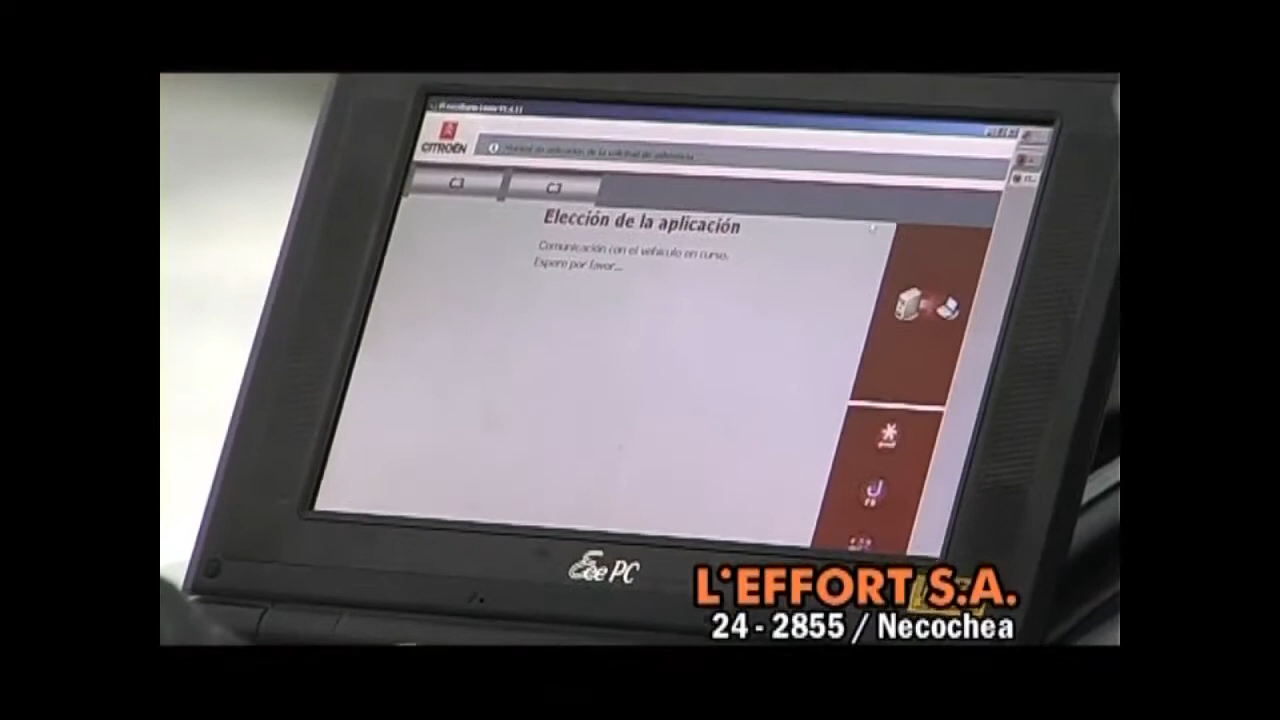 CITROËN
C3
C3
Elección de la aplicación
Comunicación con el vehículo en curso.
Espere por favor...
Eee PC
L'EFFORT S.A.
24 - 2855 / Necochea